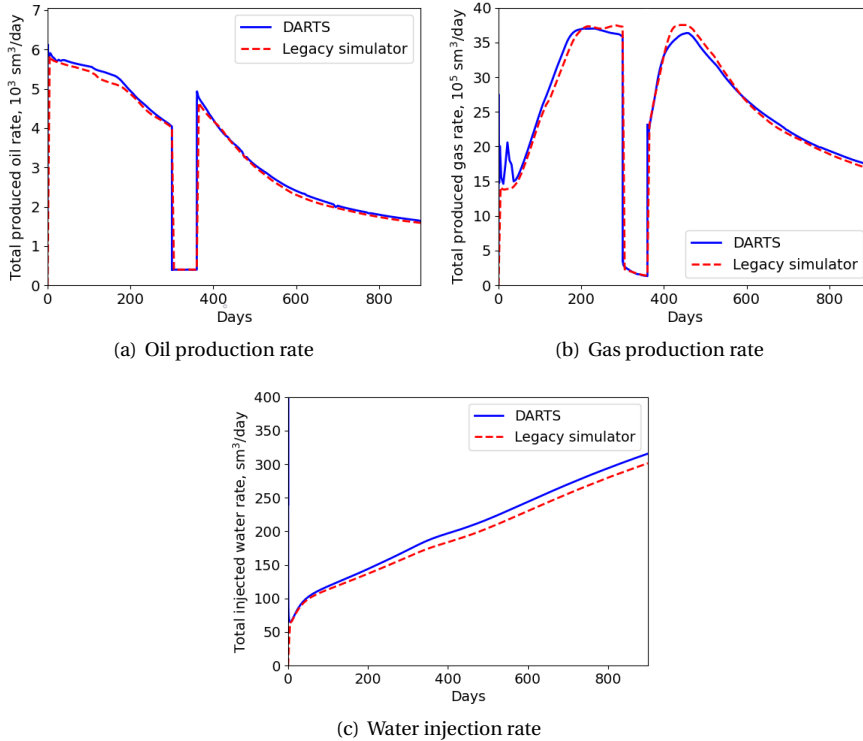 7
6
5
4
3
2
1
0
0
200
400
600
800
Total produced oil rate, 10³ sm³/day
Days
DARTS
Legacy simulator
(a) Oil production rate
40
35
30
25
20
15
10
5
0
0
200
400
600
800
Total produced gas rate, 10⁵ sm³/day
Days
DARTS
Legacy simulator
(b) Gas production rate
400
350
300
250
200
150
100
50
0
0
200
400
600
800
Total injected water rate, sm³/day
Days
DARTS
Legacy simulator
(c) Water injection rate